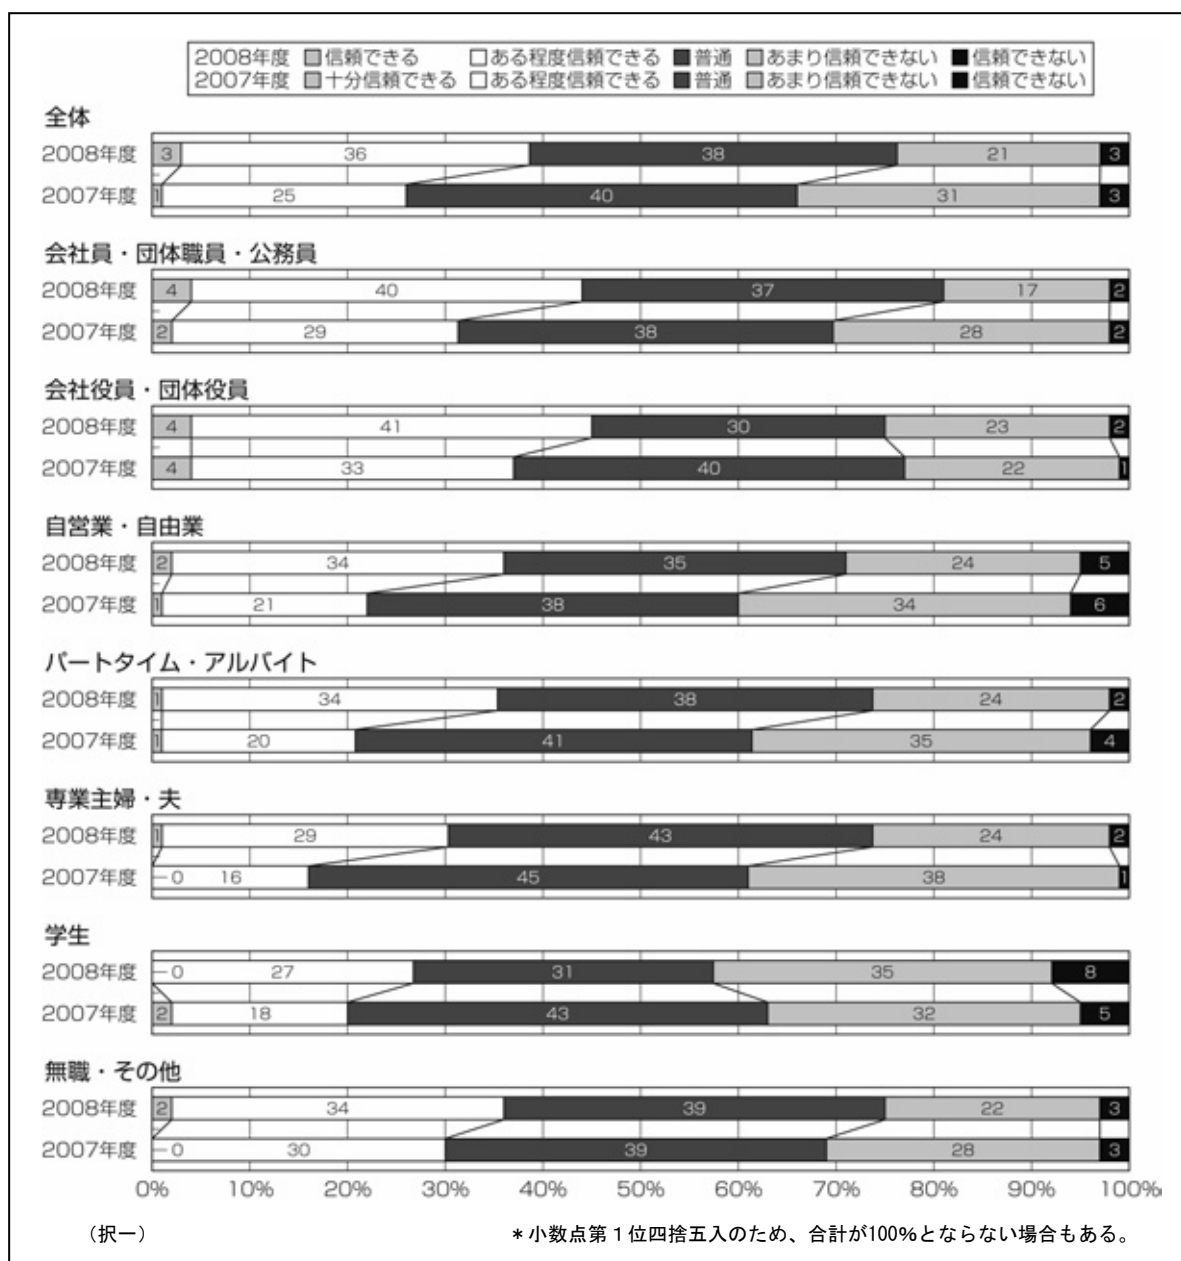 2008年度 信頼できる ある程度信頼できる 普通 あまり信頼できない 信頼できない
2007年度 十分信頼できる ある程度信頼できる 普通 あまり信頼できない 信頼できない
全体
2008年度 3 36 38 21 3
2007年度 1 25 40 31 3
会社員・団体職員・公務員
2008年度 4 40 37 17 2
2007年度 2 29 38 28 2
会社役員・団体役員
2008年度 4 41 30 23 2
2007年度 4 33 40 22 1
自営業・自由業
2008年度 2 34 35 24 5
2007年度 1 21 38 34 6
パートタイム・アルバイト
2008年度 1 34 38 24 2
2007年度 1 20 41 35 4
専業主婦・夫
2008年度 1 29 43 24 2
2007年度 0 16 45 38 1
学生
2008年度 0 27 31 35 8
2007年度 2 18 43 32 5
無職・その他
2008年度 2 34 39 22 3
2007年度 0 30 39 28 3
0% 10% 20% 30% 40% 50% 60% 70% 80% 90% 100%
（択一） ＊小数点第１位四捨五入のため、合計が100%とならない場合もある。